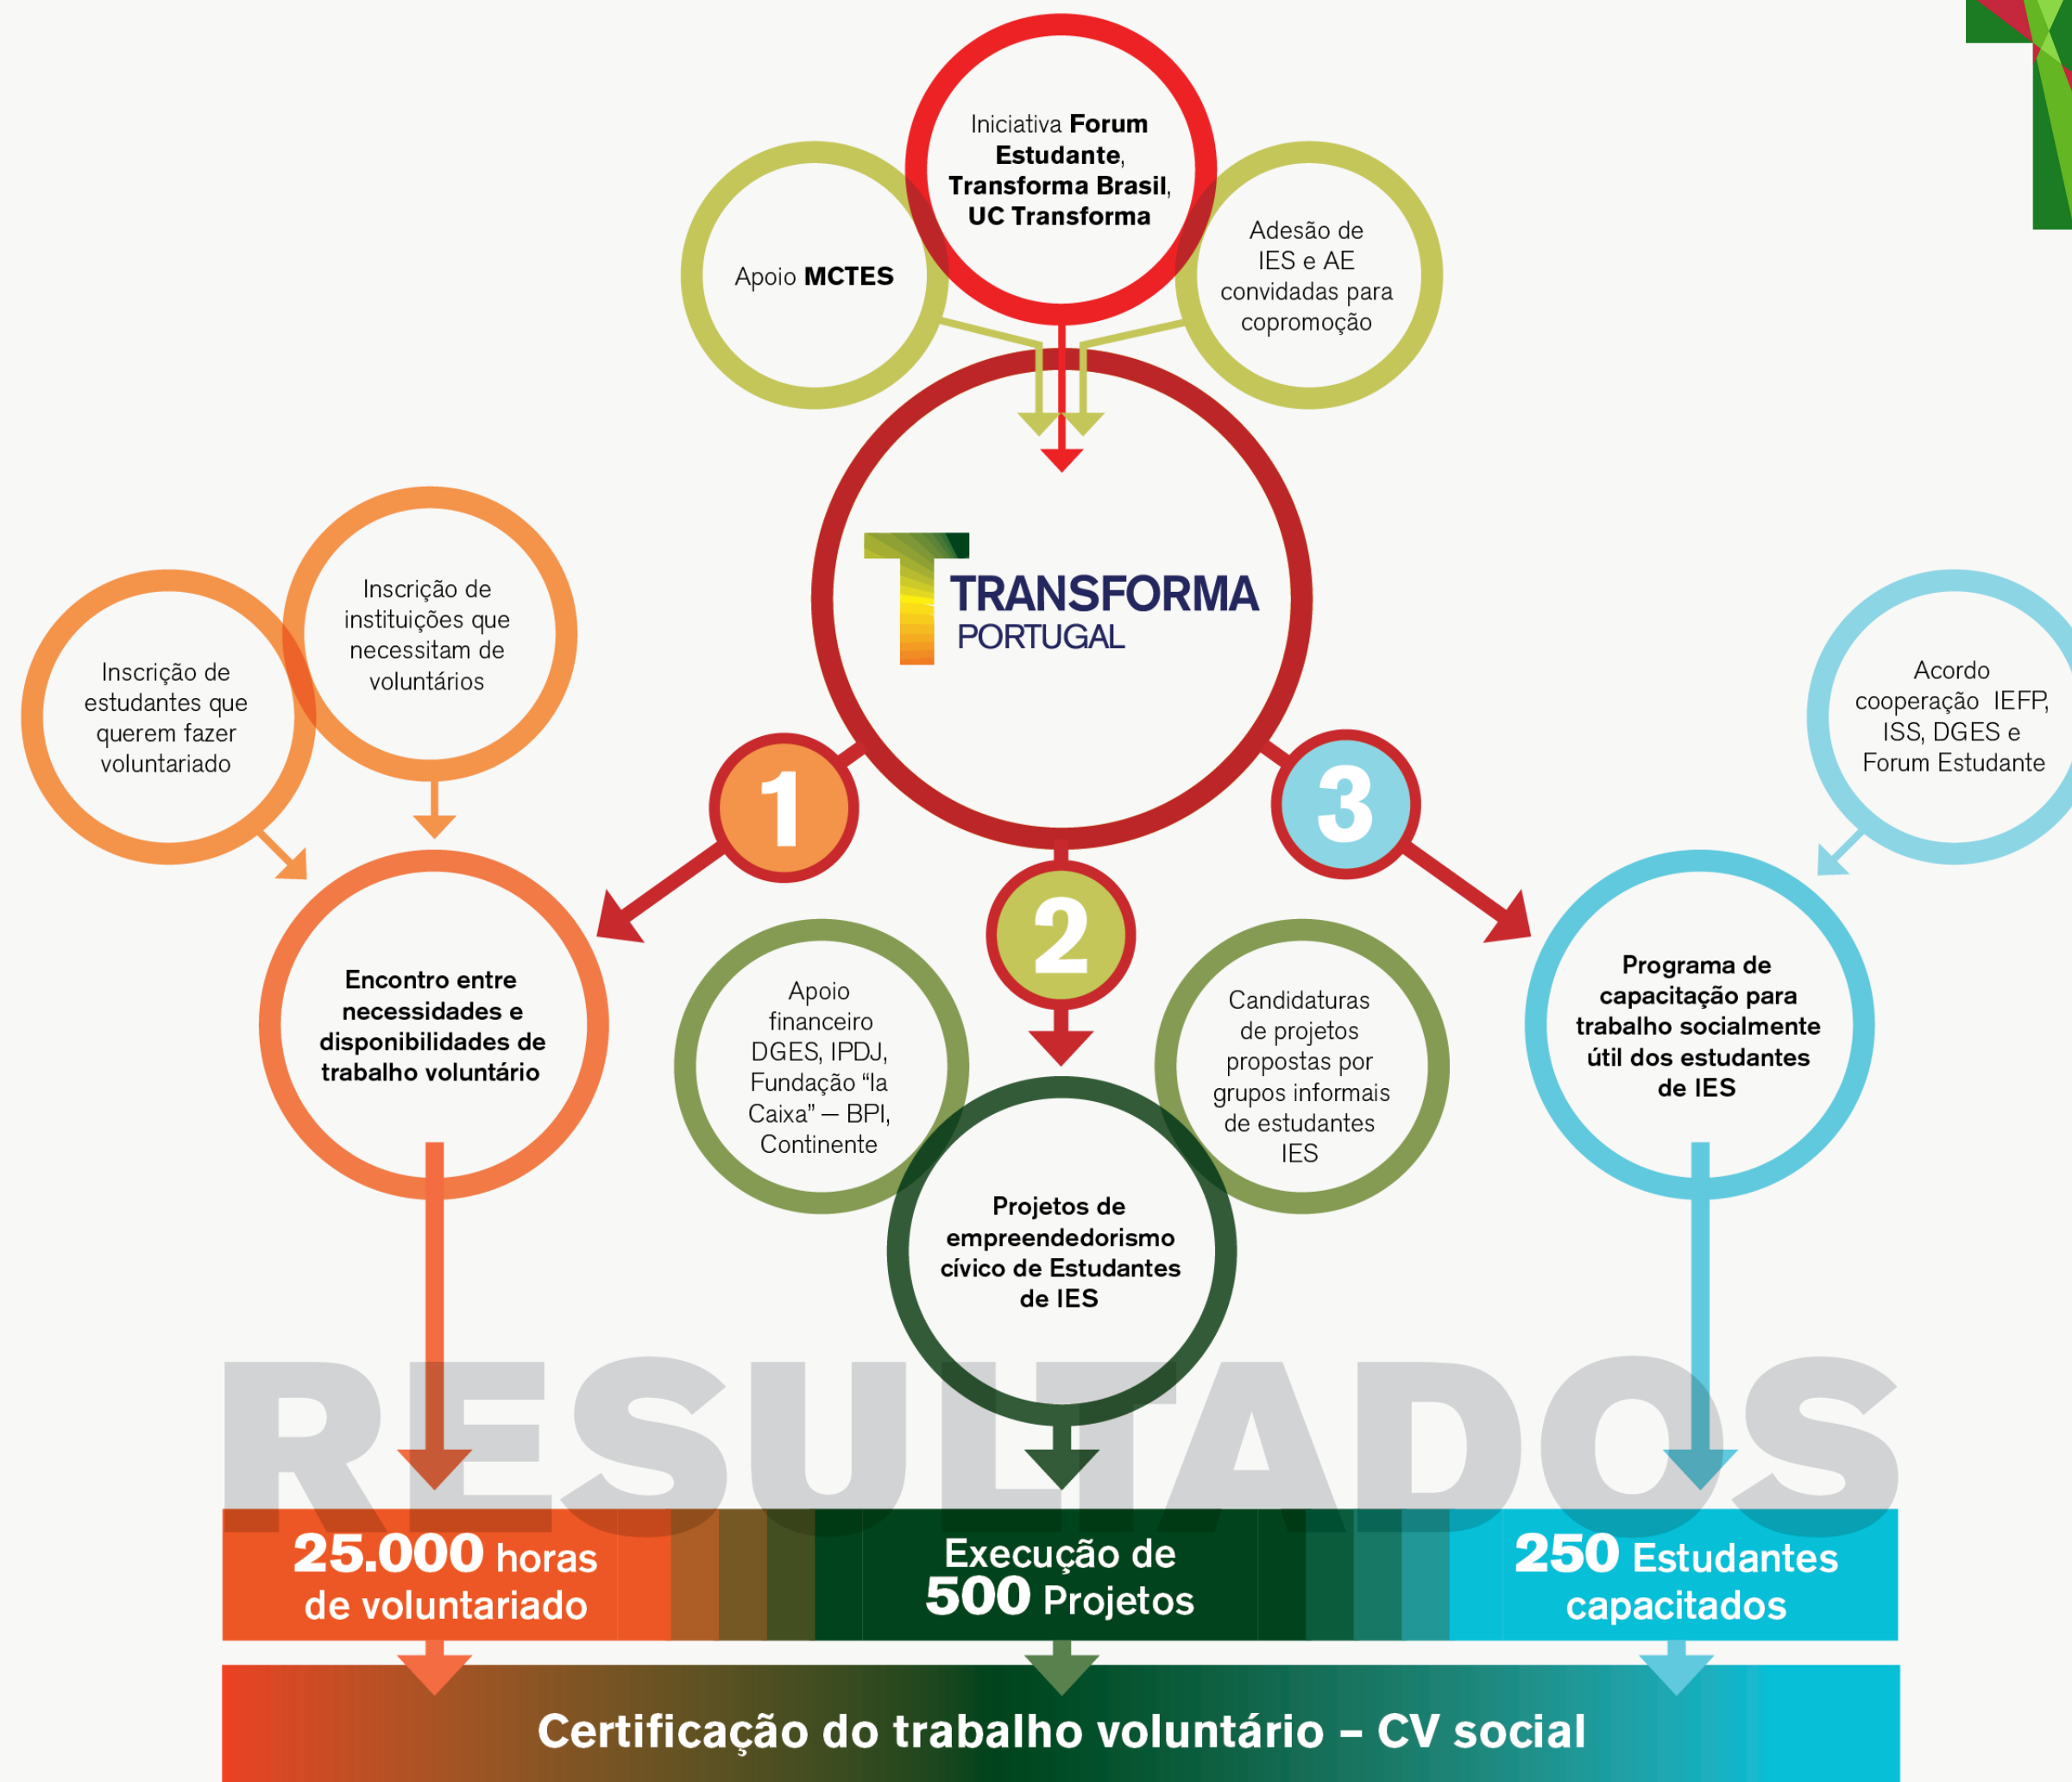 Iniciativa Forum
Estudante,
Transforma Brasil,
UC Transforma
Apoio MCTES
Adesão de
IES e AE
convidadas para
copromoção
T
TRANSFORMA
PORTUGAL
Inscrição de
estudantes que
querem fazer
voluntariado
Inscrição de
instituições que
necessitam de
voluntários
Acordo
cooperação IEFP,
ISS, DGES e
Forum Estudante
1
2
3
Encontro entre
necessidades e
disponibilidades de
trabalho voluntário
Apoio
financeiro
DGES, IPDJ,
Fundação “la
Caixa” – BPI,
Continente
Candidaturas
de projetos
propostas por
grupos informais
de estudantes
IES
Projetos de
empreendedorismo
cívico de Estudantes
de IES
Programa de
capacitação para
trabalho socialmente
útil dos estudantes
de IES
RESULTADOS
25.000 horas
de voluntariado
Execução de
500 Projetos
250 Estudantes
capacitados
Certificação do trabalho voluntário – CV social